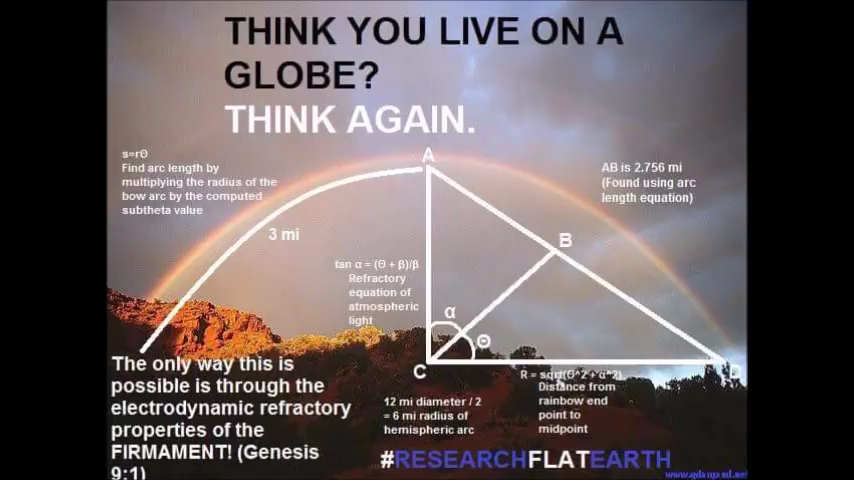 THINK YOU LIVE ON A
GLOBE?
THINK AGAIN.
s=rΘ
Find arc length by
multiplying the radius of the
bow arc by the computed
subtheta value
A
AB is 2.756 mi
(Found using arc
length equation)
3 mi
B
tan α = (Θ + β)/β
Refractory
equation of
atmospheric
light
α
Θ
C
D
The only way this is
possible is through the
electrodynamic refractory
properties of the
FIRMAMENT! (Genesis
9:1)
12 mi diameter / 2
= 6 mi radius of
hemispheric arc
R = sqrt(Θ^2 + α^2)
Distance from
rainbow end
point to
midpoint
#RESEARCHFLATEARTH